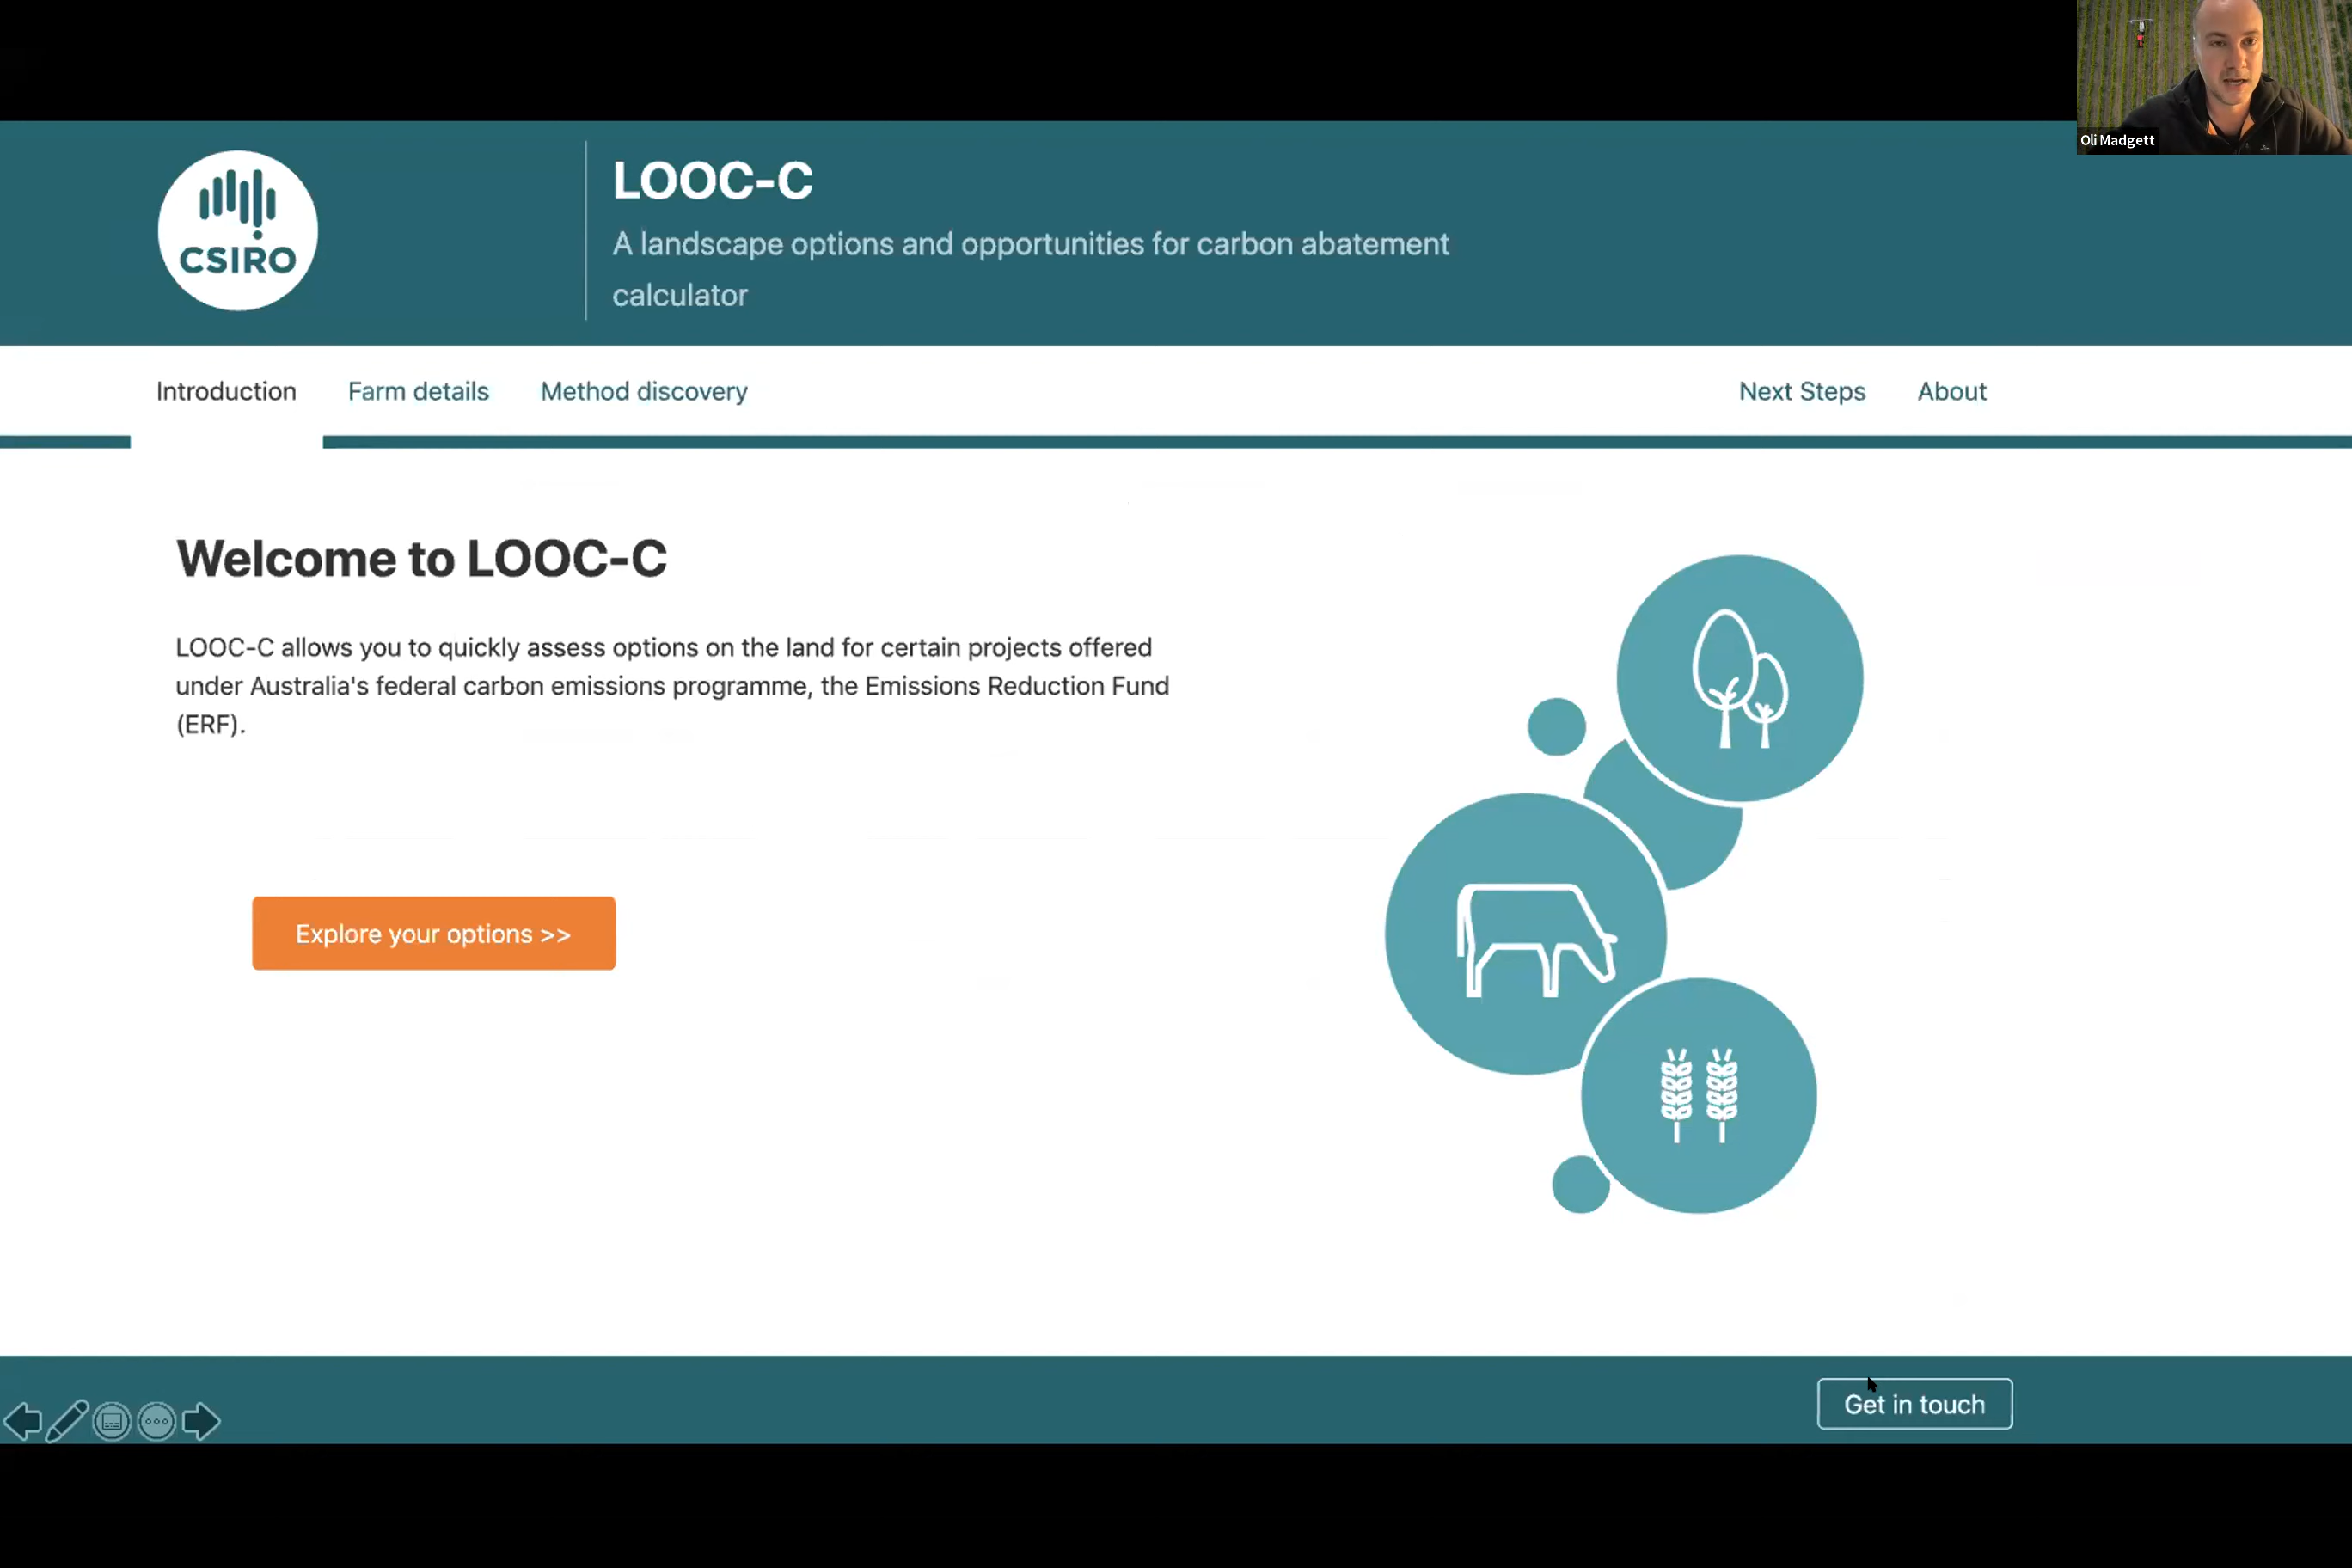 Oli Madgett
CSIRO
LOOC-C
A landscape options and opportunities for carbon abatement
calculator
Introduction
Farm details
Method discovery
Next Steps
About
Welcome to LOOC-C
LOOC-C allows you to quickly assess options on the land for certain projects offered
under Australia's federal carbon emissions programme, the Emissions Reduction Fund
(ERF).
Explore your options >>
Get in touch